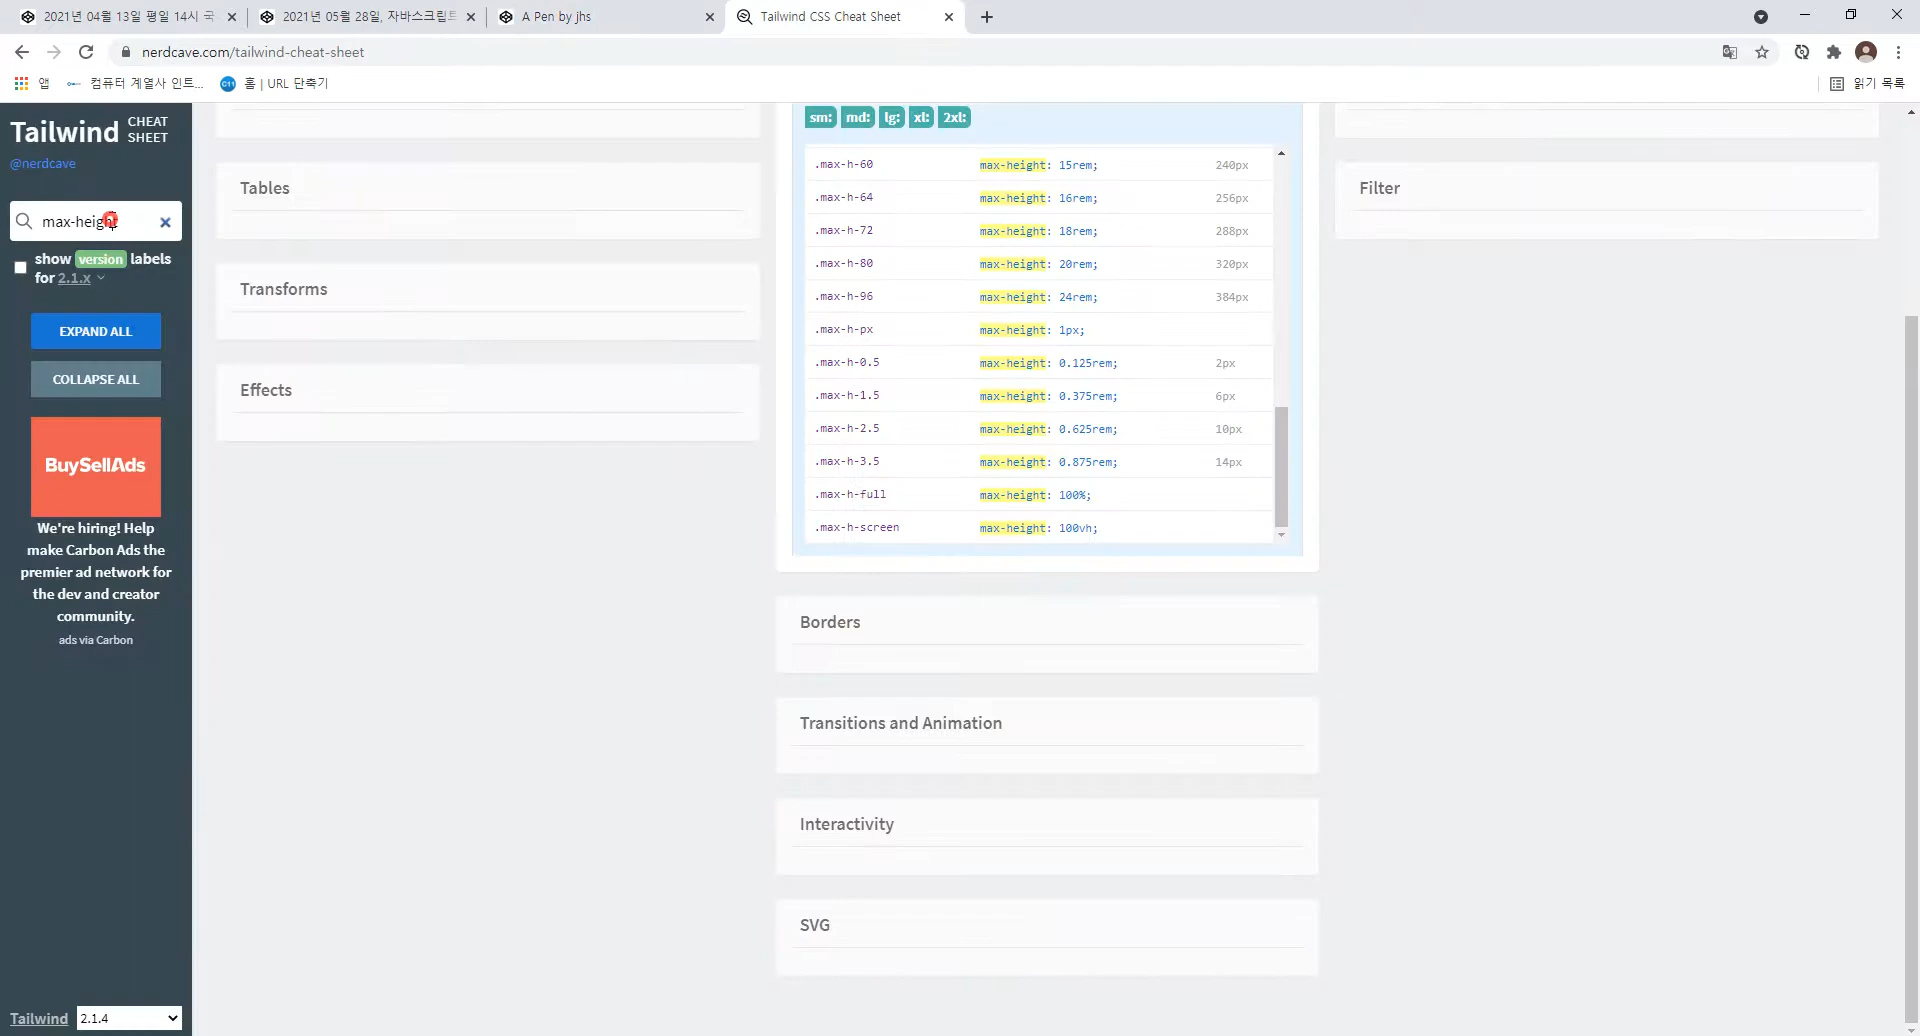 2021년 04월 13일 평일 14시 국
2021년 05월 28일, 자바스크립트
A Pen by jhs
Tailwind CSS Cheat Sheet
nerdcave.com/tailwind-cheat-sheet
앱
컴퓨터 계열사 인트...
홈 | URL 단축기
읽기 목록
Tailwind CHEAT SHEET
@nerdcave
max-height
show version labels
for 2.1.x
EXPAND ALL
COLLAPSE ALL
BuySellAds
We're hiring! Help
make Carbon Ads the
premier ad network for
the dev and creator
community.
ads via Carbon
Tailwind 2.1.4
Tables
Transforms
Effects
sm: md: lg: xl: 2xl:
.max-h-60 max-height: 15rem; 240px
.max-h-64 max-height: 16rem; 256px
.max-h-72 max-height: 18rem; 288px
.max-h-80 max-height: 20rem; 320px
.max-h-96 max-height: 24rem; 384px
.max-h-px max-height: 1px;
.max-h-0.5 max-height: 0.125rem; 2px
.max-h-1.5 max-height: 0.375rem; 6px
.max-h-2.5 max-height: 0.625rem; 10px
.max-h-3.5 max-height: 0.875rem; 14px
.max-h-full max-height: 100%;
.max-h-screen max-height: 100vh;
Borders
Transitions and Animation
Interactivity
SVG
Filter